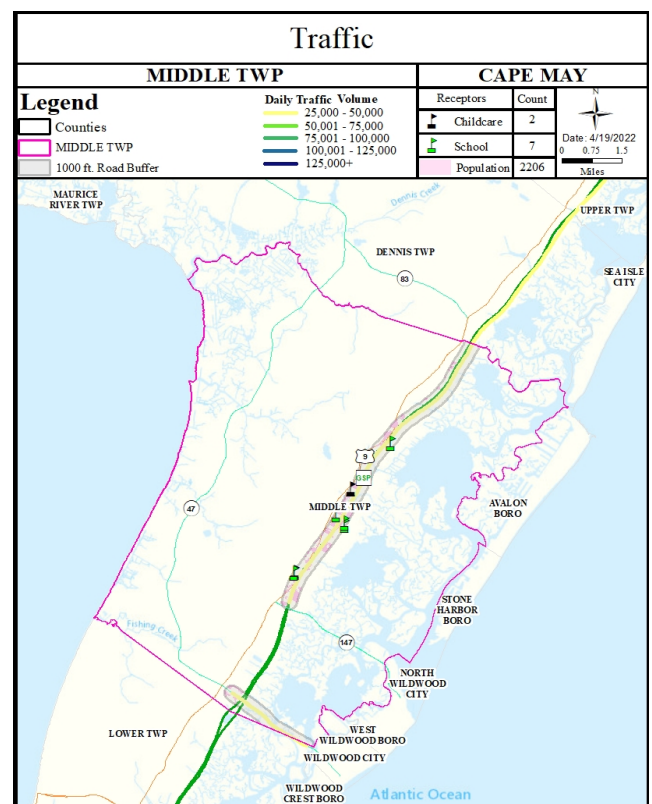 Traffic
MIDDLE TWP
CAPE MAY
Legend
Counties
MIDDLE TWP
1000 ft. Road Buffer
Daily Traffic Volume
25,000 - 50,000
50,001 - 75,000
75,001 - 100,000
100,001 - 125,000
125,000+
Receptors Count
Childcare 2
School 7
Population 2206
N
Date: 4/19/2022
0 0.75 1.5
Miles
MAURICE
RIVER TWP
Dennis Creek
UPPER TWP
DENNIS TWP
SEA ISLE
CITY
83
9
GSP
MIDDLE TWP
AVALON
BORO
47
STONE
HARBOR
BORO
Fishing Creek
147
NORTH
WILDWOOD
CITY
LOWER TWP
WEST
WILDWOOD BORO
WILDWOOD CITY
WILDWOOD
CREST BORO
Atlantic Ocean